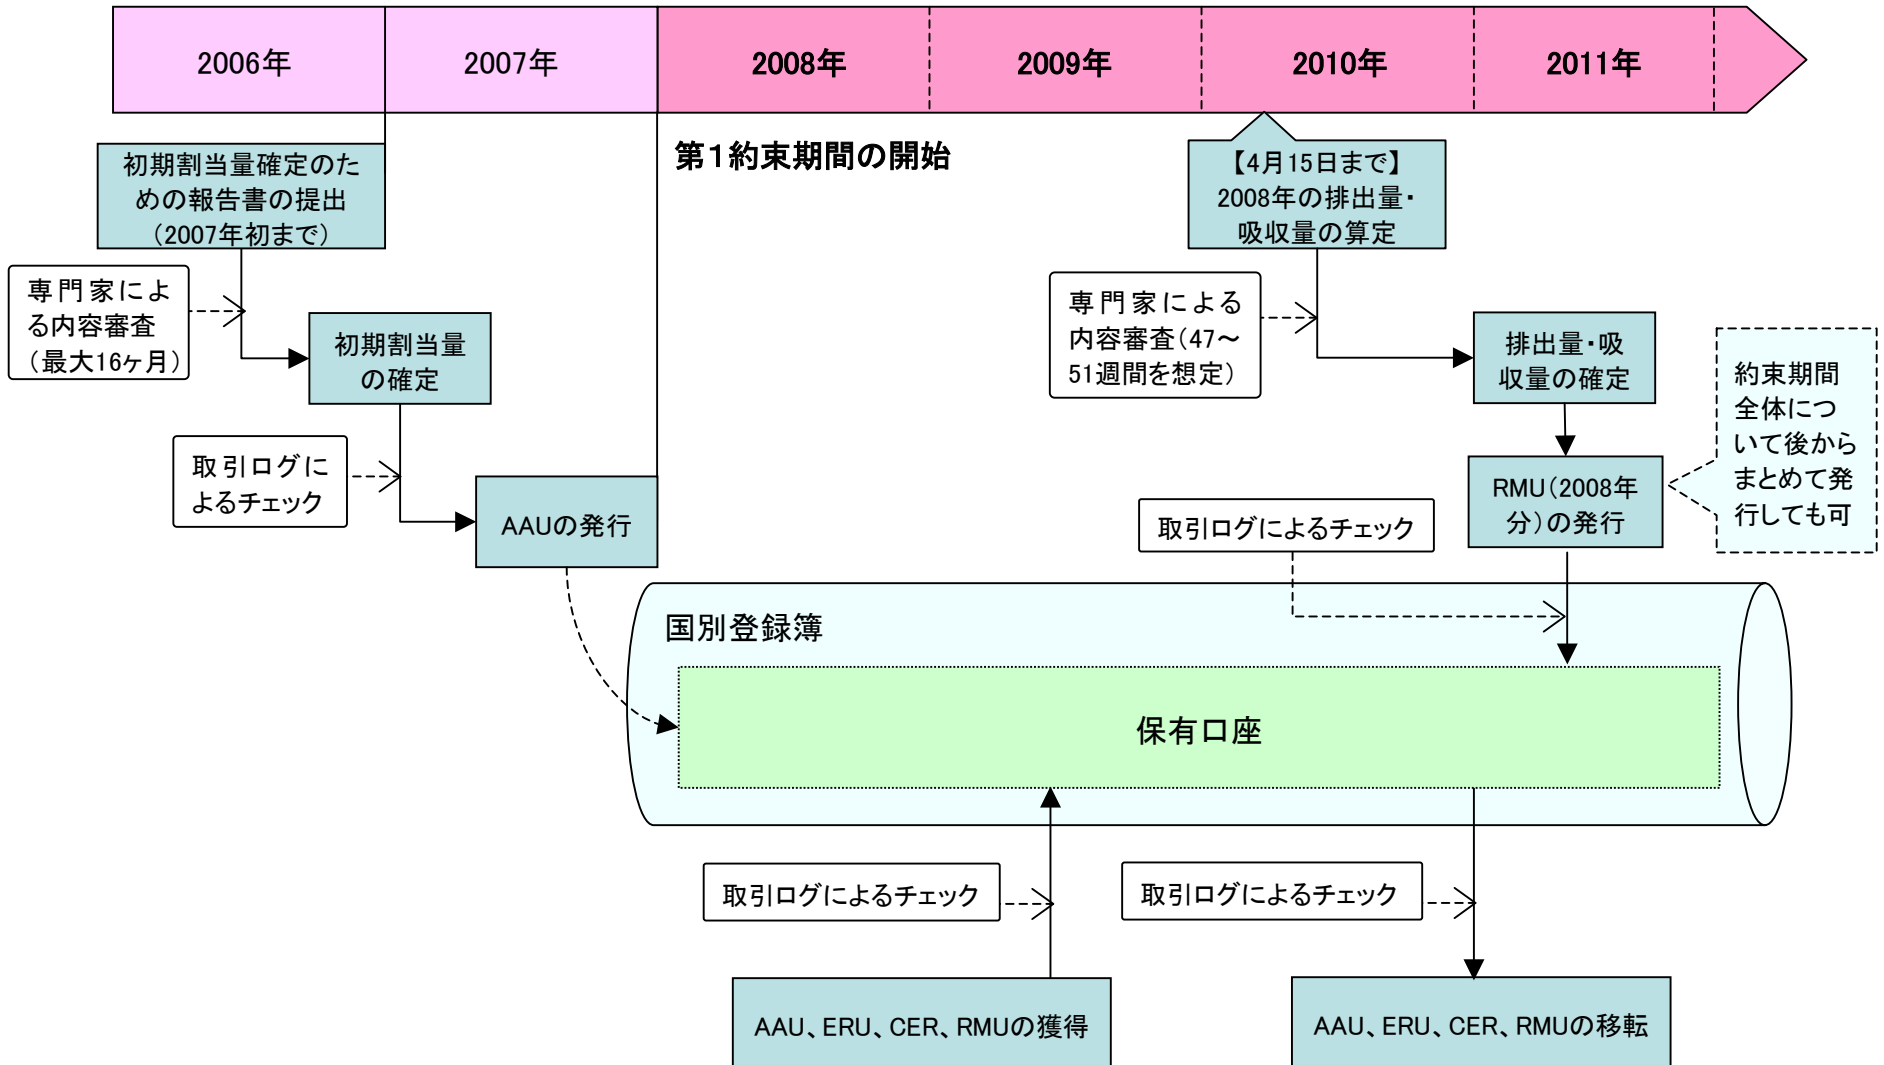 2006年
2007年
2008年
2009年
2010年
2011年
第1約束期間の開始
初期割当量確定のた
めの報告書の提出
(2007年初まで)
専門家によ
る内容審査
(最大16ヶ月)
初期割当量
の確定
取引ログに
よるチェック
AAUの発行
【4月15日まで】
2008年の排出量・
吸収量の算定
専門家による
内容審査(47～
51週間を想定)
排出量・吸
収量の確定
RMU(2008年
分)の発行
約束期間
全体につ
いて後から
まとめて発
行しても可
取引ログによるチェック
国別登録簿
保有口座
取引ログによるチェック
取引ログによるチェック
AAU、ERU、CER、RMUの獲得
AAU、ERU、CER、RMUの移転